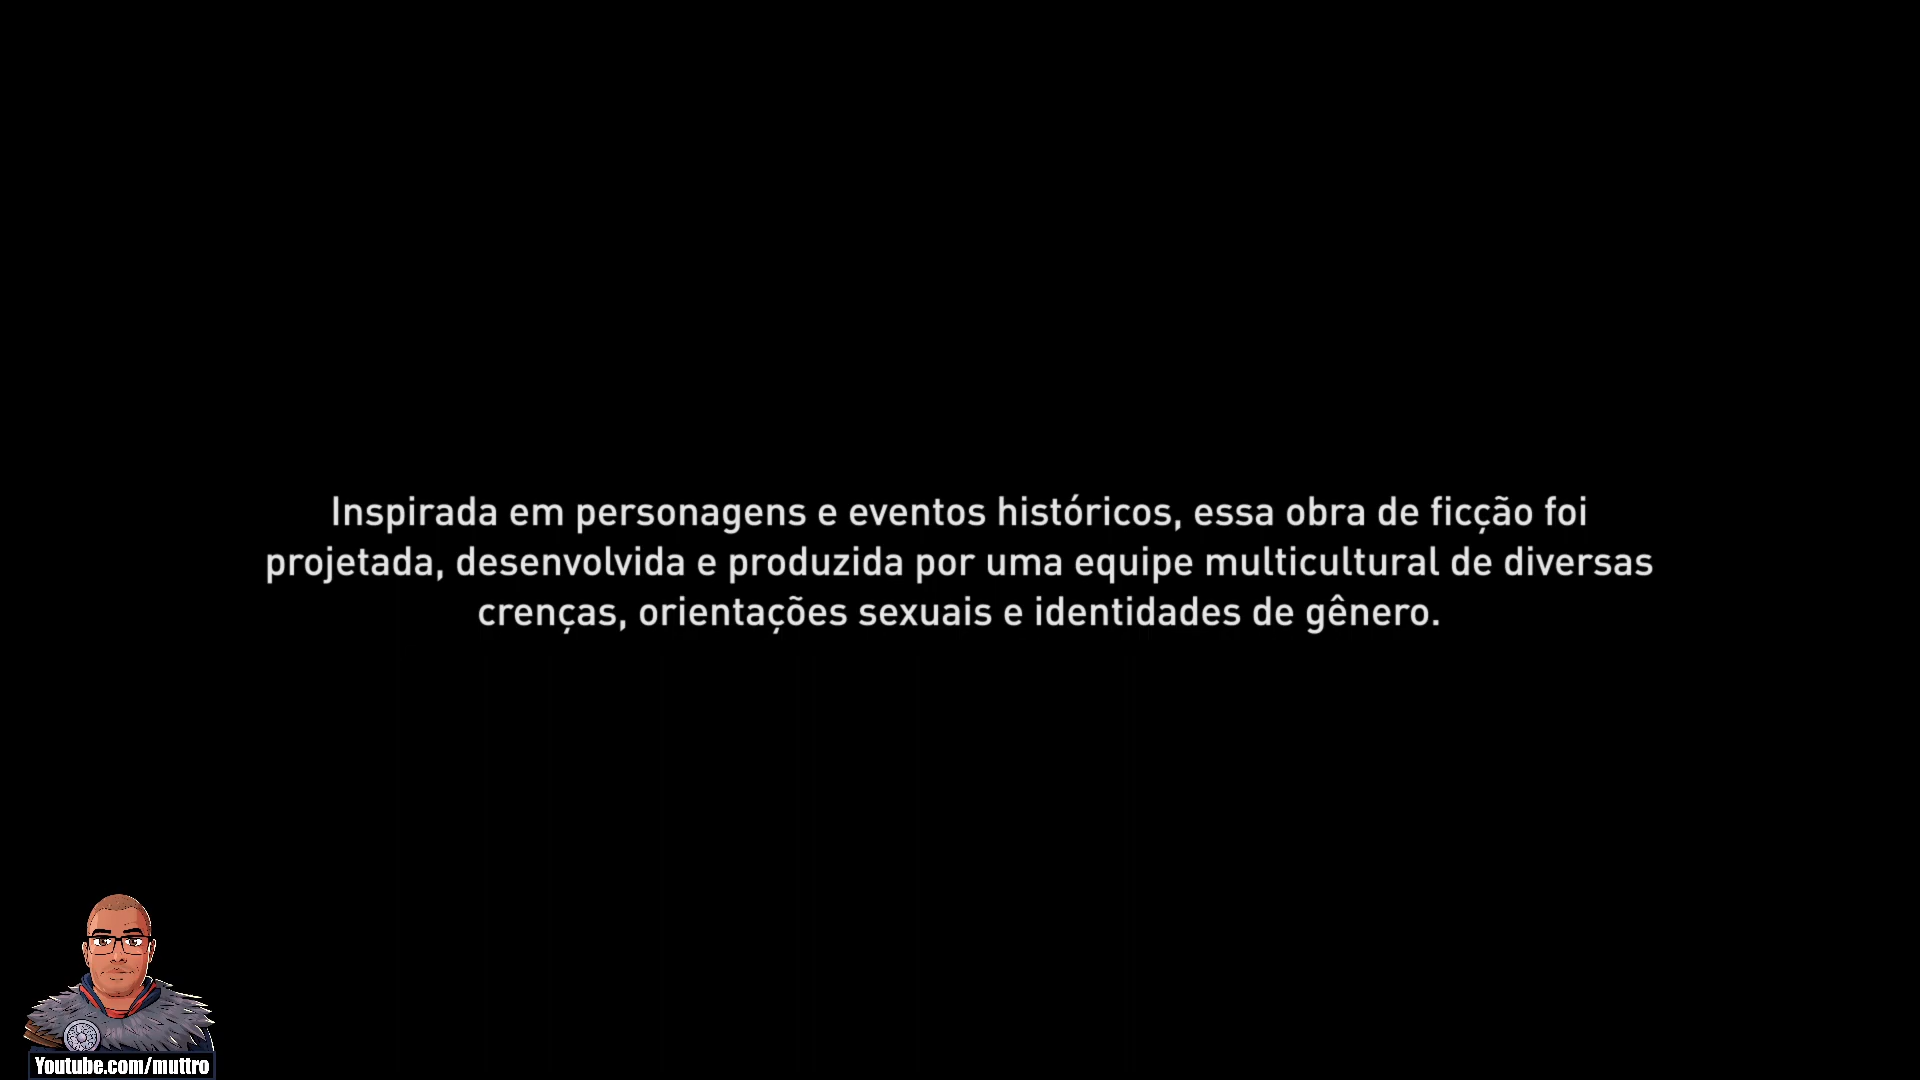 Inspirada em personagens e eventos históricos, essa obra de ficção foi
projetada, desenvolvida e produzida por uma equipe multicultural de diversas
crenças, orientações sexuais e identidades de gênero.
Youtube.com/muttro